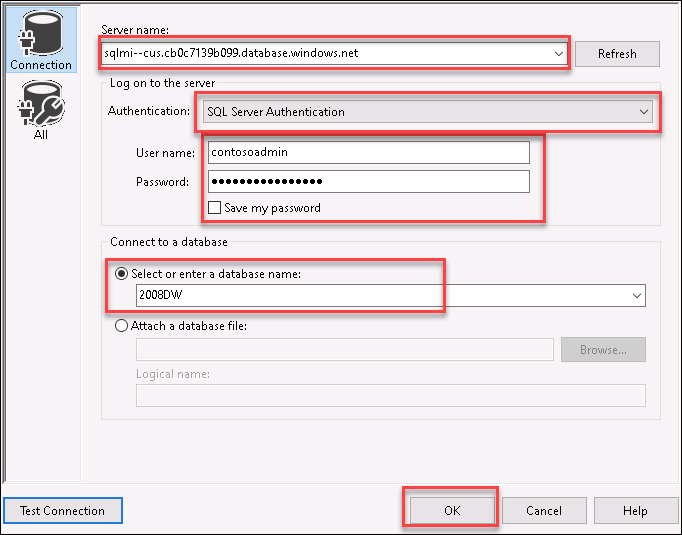 Connection
All
Server name:
sqlmi--cus.cb0c7139b099.database.windows.net
Refresh
Log on to the server
Authentication:
SQL Server Authentication
User name:
contosoadmin
Password:
●●●●●●●●●●●●●●●●
Save my password
Connect to a database
Select or enter a database name:
2008DW
Attach a database file:
Browse...
Logical name:
Test Connection
OK
Cancel
Help